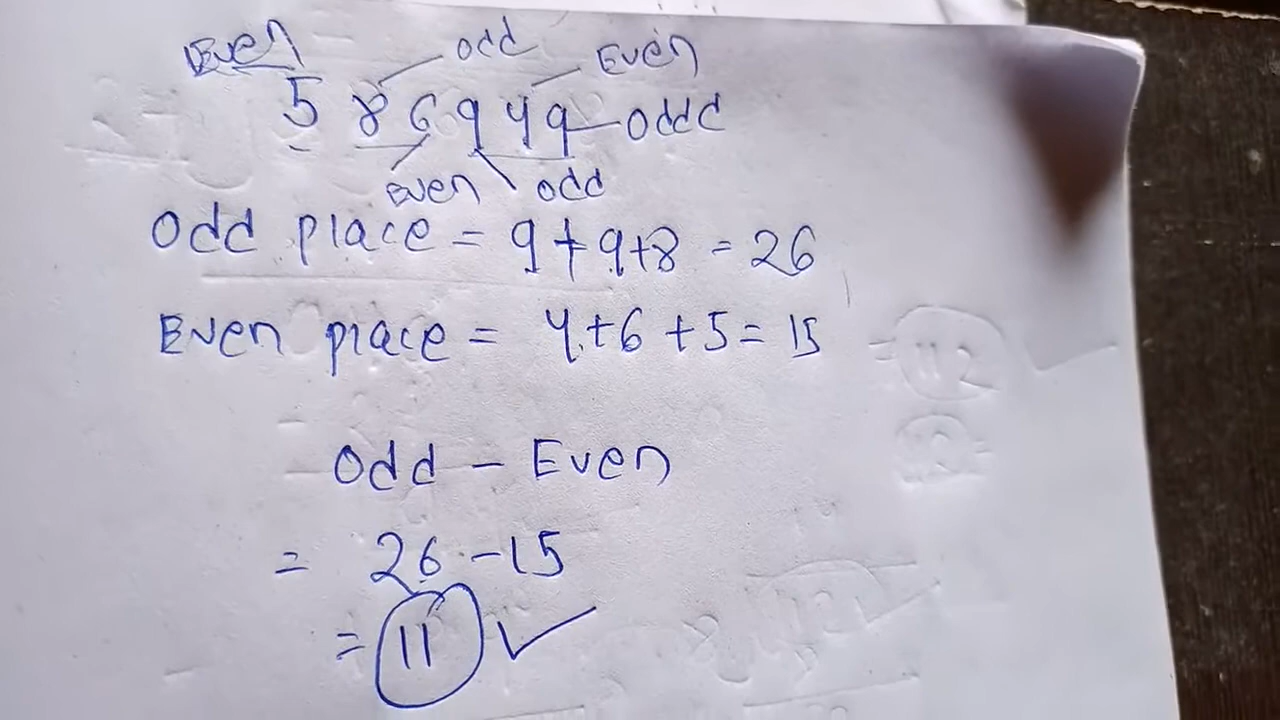 Even odd Even
5 8 6 9 4 9 - oddd
Even odd
Odd place = 9 + 9 + 8 = 26
Even place = 4 + 6 + 5 = 15
Odd - Even
= 26 - 15
= 11 ✓